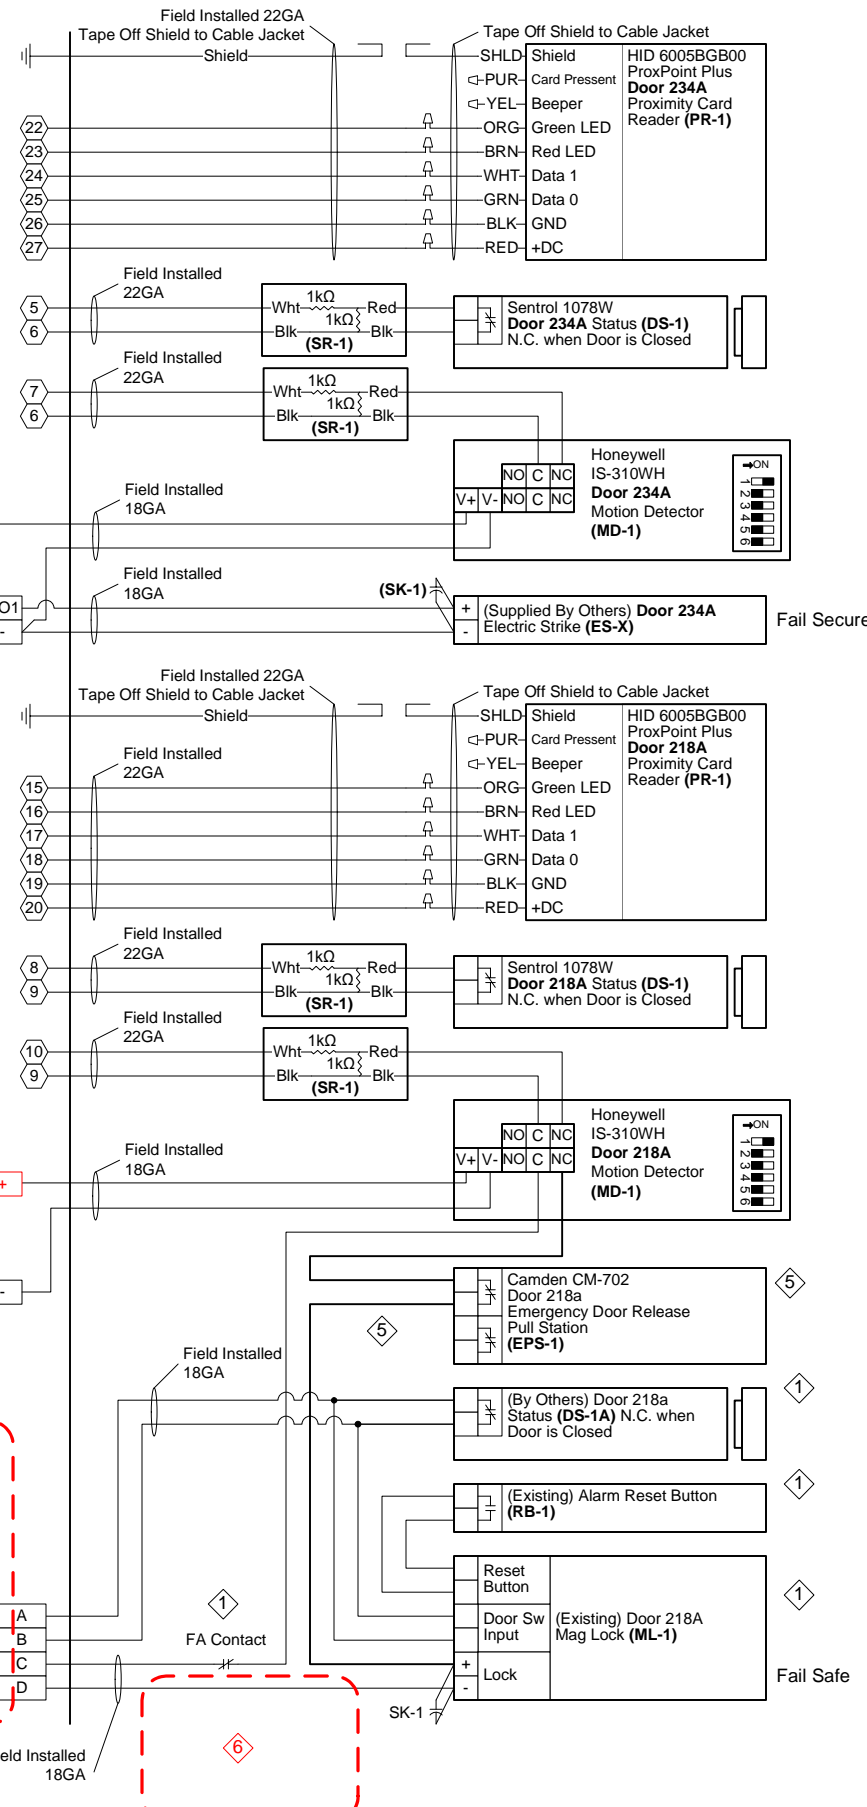 Field Installed 22GA
Tape Off Shield to Cable Jacket
Shield
Tape Off Shield to Cable Jacket
SHLD Shield
PUR Card Pressent
YEL Beeper
22 ORG Green LED
23 BRN Red LED
24 WHT Data 1
25 GRN Data 0
26 BLK GND
27 RED +DC
HID 6005BGB00
ProxPoint Plus
Door 234A
Proximity Card
Reader (PR-1)
Field Installed
22GA
5
6
Wht 1kΩ Red
1kΩ
Blk Blk
(SR-1)
Sentrol 1078W
Door 234A Status (DS-1)
N.C. when Door is Closed
Field Installed
22GA
7
6
Wht 1kΩ Red
1kΩ
Blk Blk
(SR-1)
NO C NC
V+ V- NO C NC
Honeywell
IS-310WH
Door 234A
Motion Detector
(MD-1)
ON
1
2
3
4
5
6
Field Installed
18GA
Field Installed
18GA
O1
-
(SK-1)
+
-
(Supplied By Others) Door 234A
Electric Strike (ES-X)
Fail Secure
Field Installed 22GA
Tape Off Shield to Cable Jacket
Shield
Tape Off Shield to Cable Jacket
SHLD Shield
PUR Card Pressent
YEL Beeper
Field Installed
22GA
15 ORG Green LED
16 BRN Red LED
17 WHT Data 1
18 GRN Data 0
19 BLK GND
20 RED +DC
HID 6005BGB00
ProxPoint Plus
Door 218A
Proximity Card
Reader (PR-1)
Field Installed
22GA
8
9
Wht 1kΩ Red
1kΩ
Blk Blk
(SR-1)
Sentrol 1078W
Door 218A Status (DS-1)
N.C. when Door is Closed
Field Installed
22GA
10
9
Wht 1kΩ Red
1kΩ
Blk Blk
(SR-1)
NO C NC
V+ V- NO C NC
Honeywell
IS-310WH
Door 218A
Motion Detector
(MD-1)
ON
1
2
3
4
5
6
Field Installed
18GA
+
-
Camden CM-702
Door 218a
Emergency Door Release
Pull Station
(EPS-1)
5
5
Field Installed
18GA
(By Others) Door 218a
Status (DS-1A) N.C. when
Door is Closed
1
(Existing) Alarm Reset Button
(RB-1)
1
Reset
Button
Door Sw
Input
+
-
Lock
(Existing) Door 218A
Mag Lock (ML-1)
1
Fail Safe
A
B
C
D
1
FA Contact
SK-1
6
eld Installed
18GA